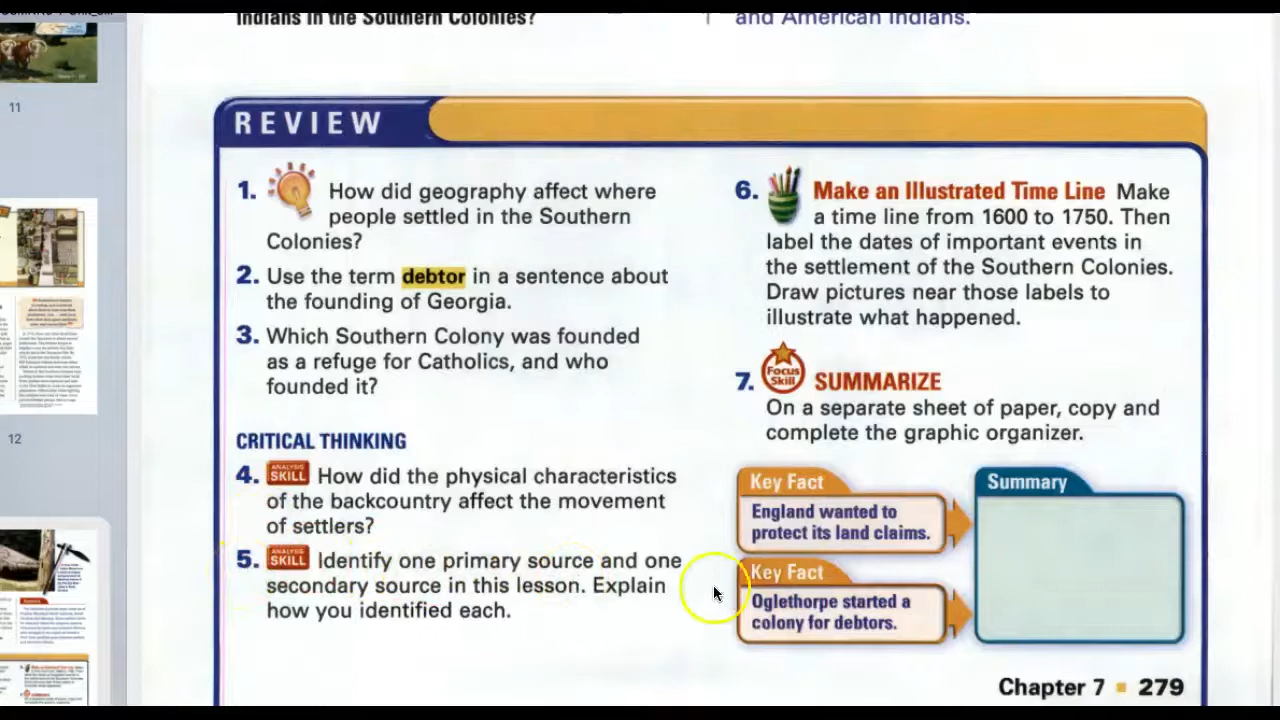 Indians in the Southern Colonies?
and American Indians.
11
12
REVIEW
1. How did geography affect where
people settled in the Southern
Colonies?
2. Use the term debtor in a sentence about
the founding of Georgia.
3. Which Southern Colony was founded
as a refuge for Catholics, and who
founded it?
CRITICAL THINKING
4. ANALYSIS SKILL How did the physical characteristics
of the backcountry affect the movement
of settlers?
5. ANALYSIS SKILL Identify one primary source and one
secondary source in this lesson. Explain
how you identified each.
6. Make an Illustrated Time Line Make
a time line from 1600 to 1750. Then
label the dates of important events in
the settlement of the Southern Colonies.
Draw pictures near those labels to
illustrate what happened.
7. Focus Skill SUMMARIZE
On a separate sheet of paper, copy and
complete the graphic organizer.
Key Fact
England wanted to
protect its land claims.
Key Fact
Oglethorpe started a
colony for debtors.
Summary
Chapter 7 ▪ 279